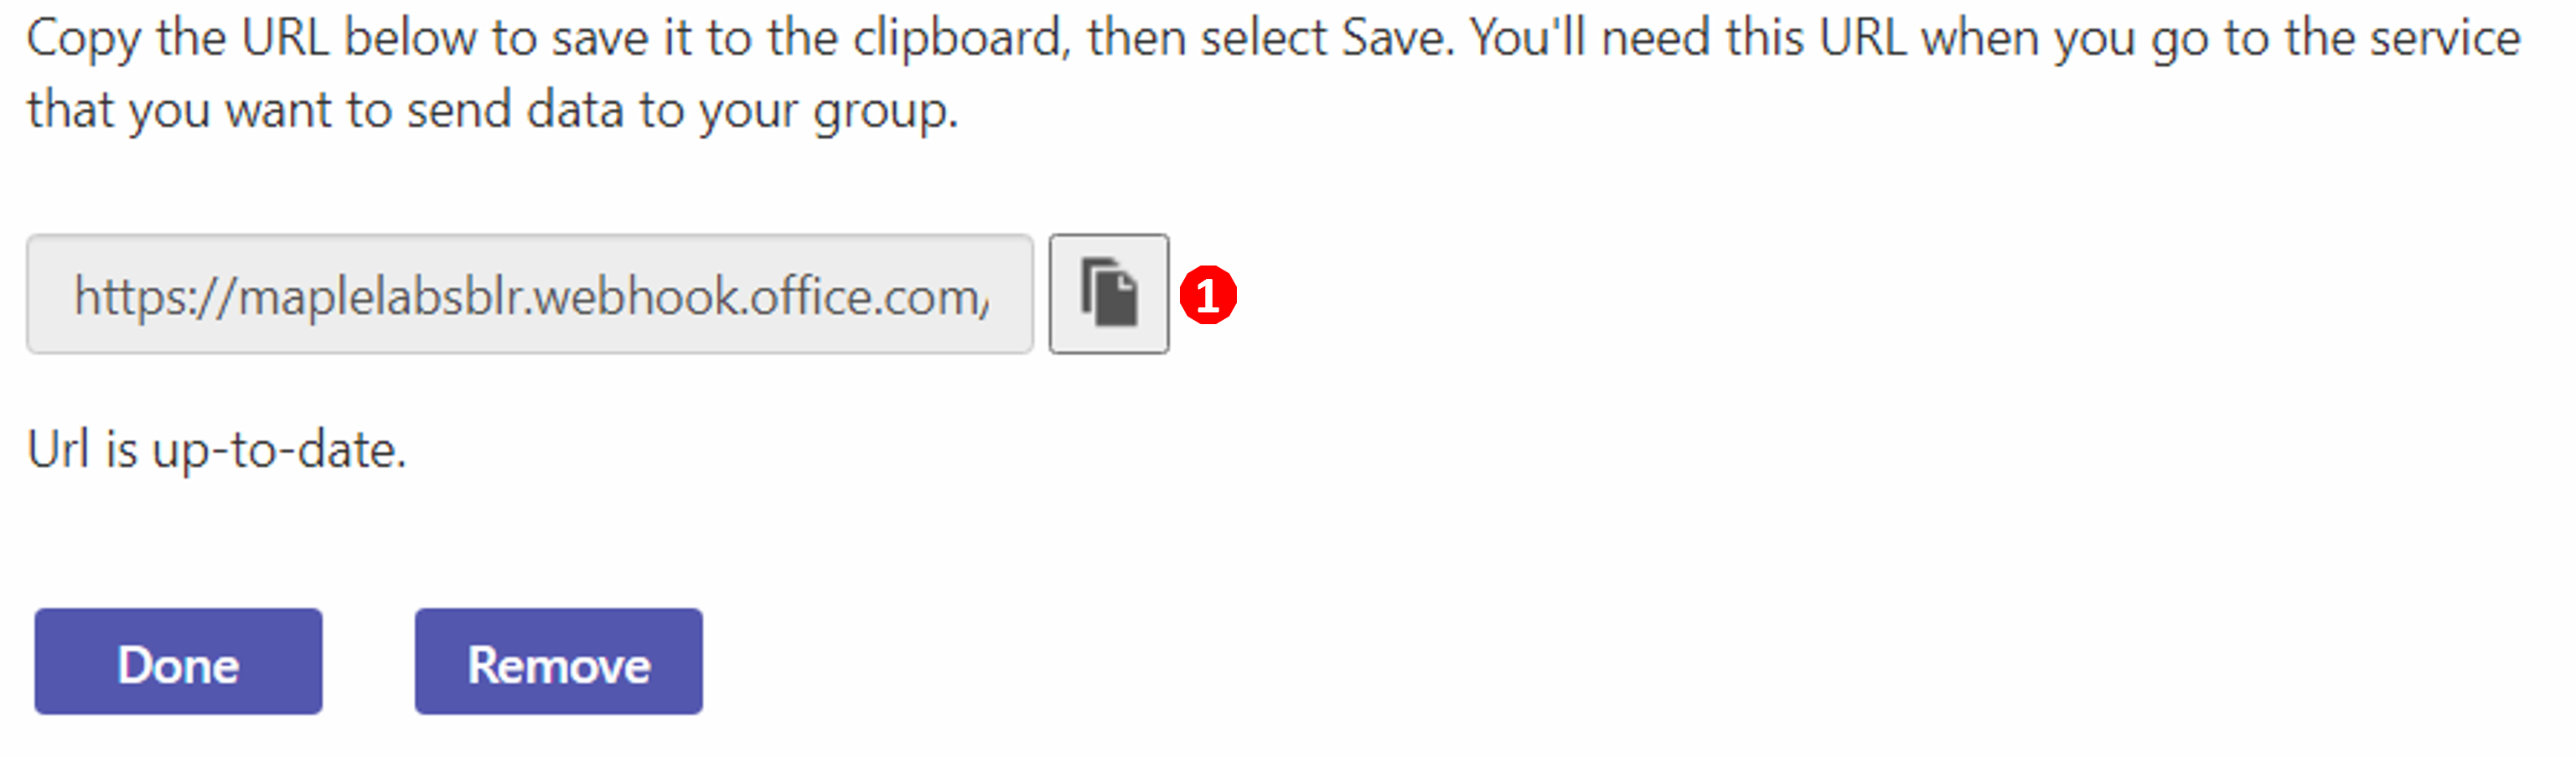 Copy the URL below to save it to the clipboard, then select Save. You'll need this URL when you go to the service
that you want to send data to your group.
https://maplelabsblr.webhook.office.com/
1
Url is up-to-date.
Done Remove